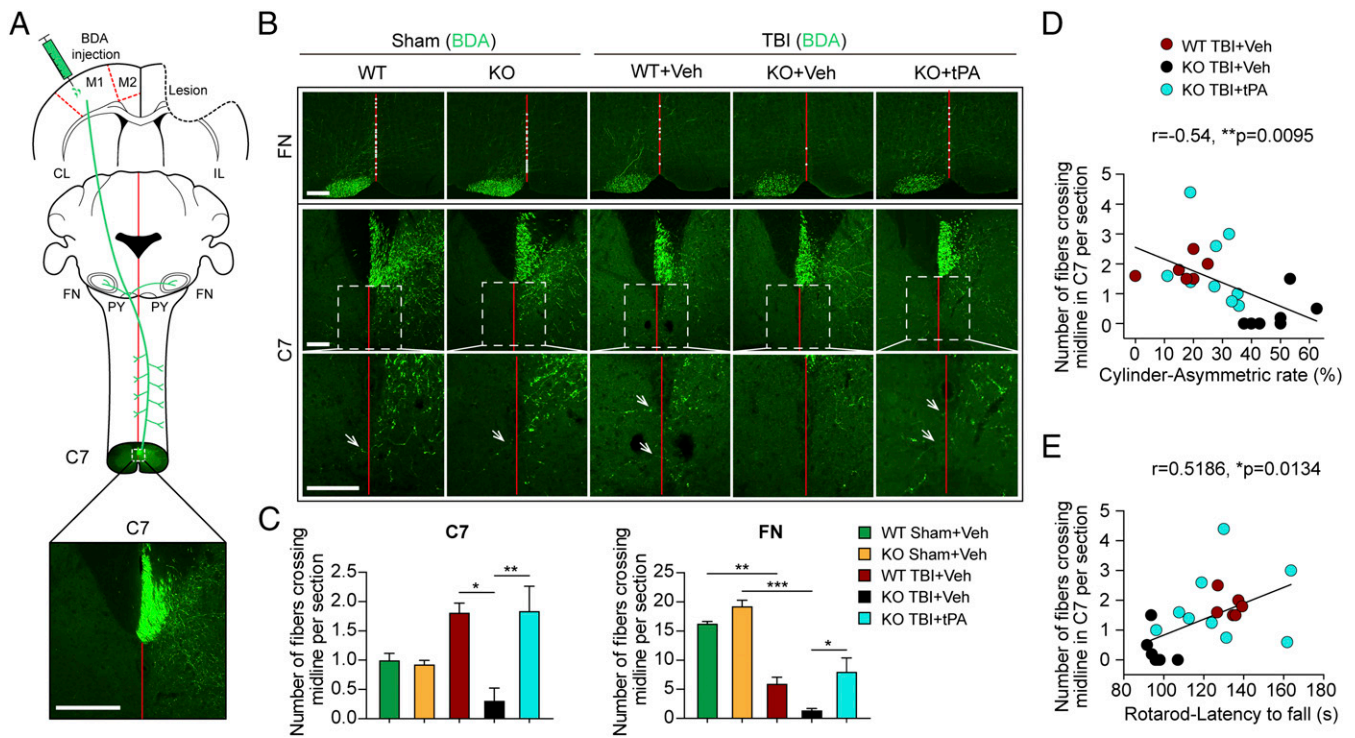 A
BDA
injection
M1
M2
Lesion
CL
IL
FN
PY
PY
FN
C7
C7
B
Sham (BDA)
TBI (BDA)
WT
KO
WT+Veh
KO+Veh
KO+tPA
FN
C7
C
C7
Number of fibers crossing
midline per section
2.5
2.0
1.5
1.0
0.5
0.0
*
**
FN
Number of fibers crossing
midline per section
25
20
15
10
5
0
**
***
*
WT Sham+Veh
KO Sham+Veh
WT TBI+Veh
KO TBI+Veh
KO TBI+tPA
D
WT TBI+Veh
KO TBI+Veh
KO TBI+tPA
r=-0.54, **p=0.0095
Number of fibers crossing
midline in C7 per section
5
4
3
2
1
0
0 10 20 30 40 50 60
Cylinder-Asymmetric rate (%)
E
r=0.5186, *p=0.0134
Number of fibers crossing
midline in C7 per section
5
4
3
2
1
0
80 100 120 140 160 180
Rotarod-Latency to fall (s)